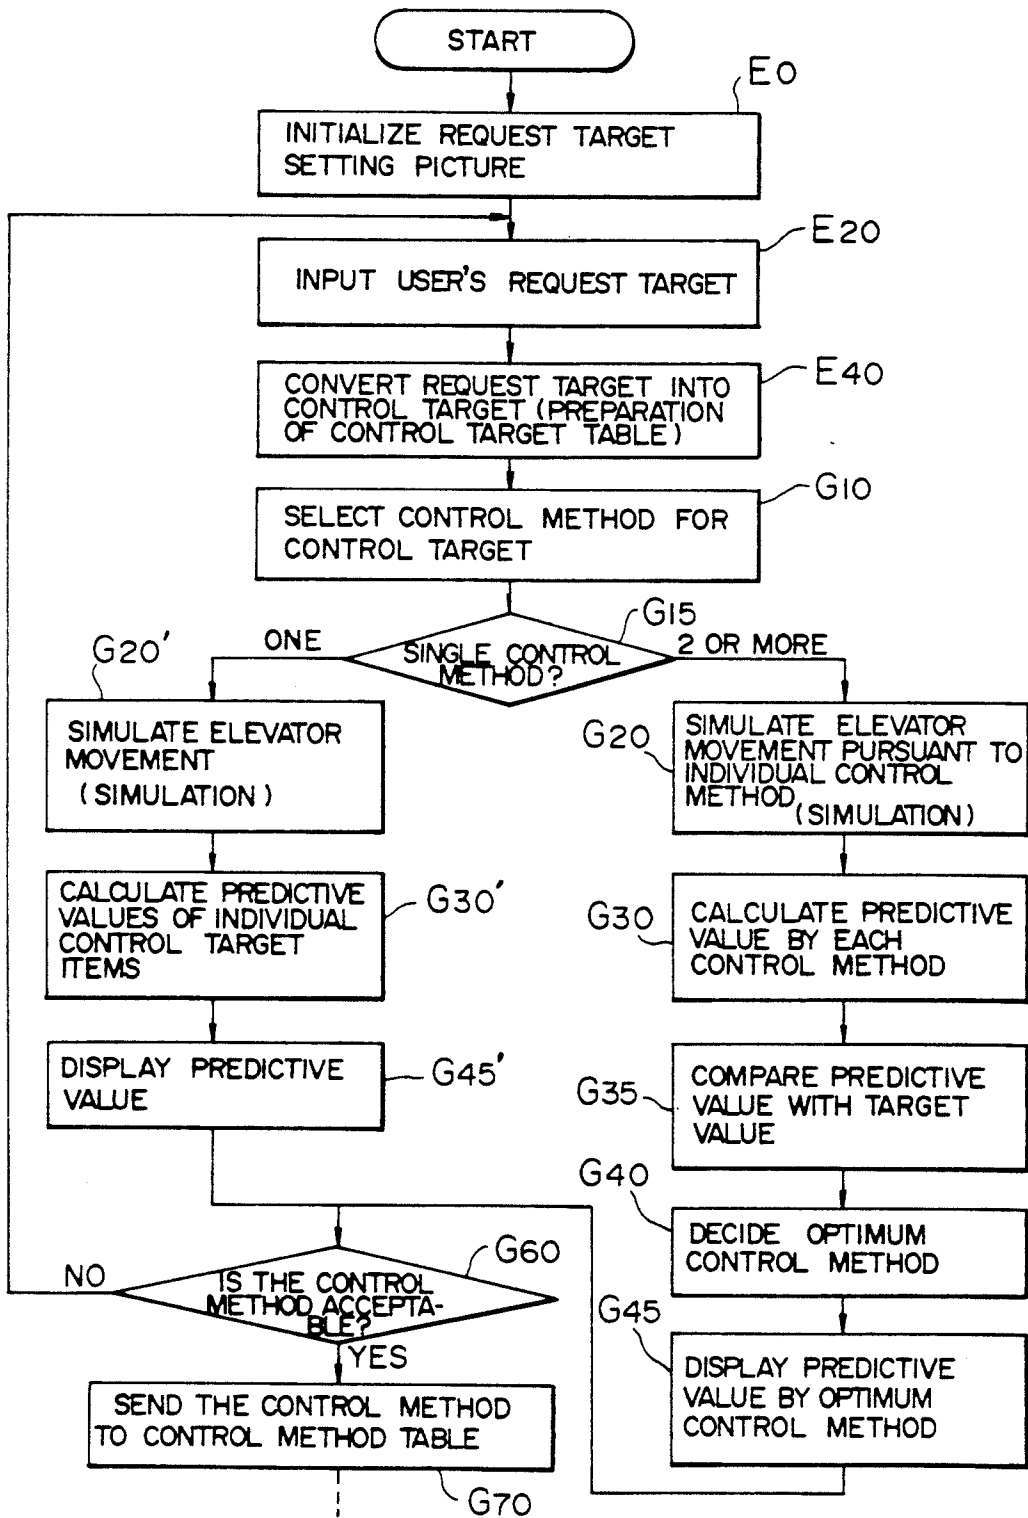 START
E0
INITIALIZE REQUEST TARGET
SETTING PICTURE
E20
INPUT USER'S REQUEST TARGET
E40
CONVERT REQUEST TARGET INTO
CONTROL TARGET (PREPARATION
OF CONTROL TARGET TABLE)
G10
SELECT CONTROL METHOD FOR
CONTROL TARGET
G15
SINGLE CONTROL
METHOD?
ONE
2 OR MORE
G20'
SIMULATE ELEVATOR
MOVEMENT
(SIMULATION)
G30'
CALCULATE PREDICTIVE
VALUES OF INDIVIDUAL
CONTROL TARGET
ITEMS
G45'
DISPLAY PREDICTIVE
VALUE
G20
SIMULATE ELEVATOR
MOVEMENT PURSUANT TO
INDIVIDUAL CONTROL
METHOD
(SIMULATION)
G30
CALCULATE PREDICTIVE
VALUE BY EACH
CONTROL METHOD
G35
COMPARE PREDICTIVE
VALUE WITH TARGET
VALUE
G40
DECIDE OPTIMUM
CONTROL METHOD
G45
DISPLAY PREDICTIVE
VALUE BY OPTIMUM
CONTROL METHOD
G60
IS THE CONTROL
METHOD ACCEPTA-
BLE?
NO
YES
SEND THE CONTROL METHOD
TO CONTROL METHOD TABLE
G70